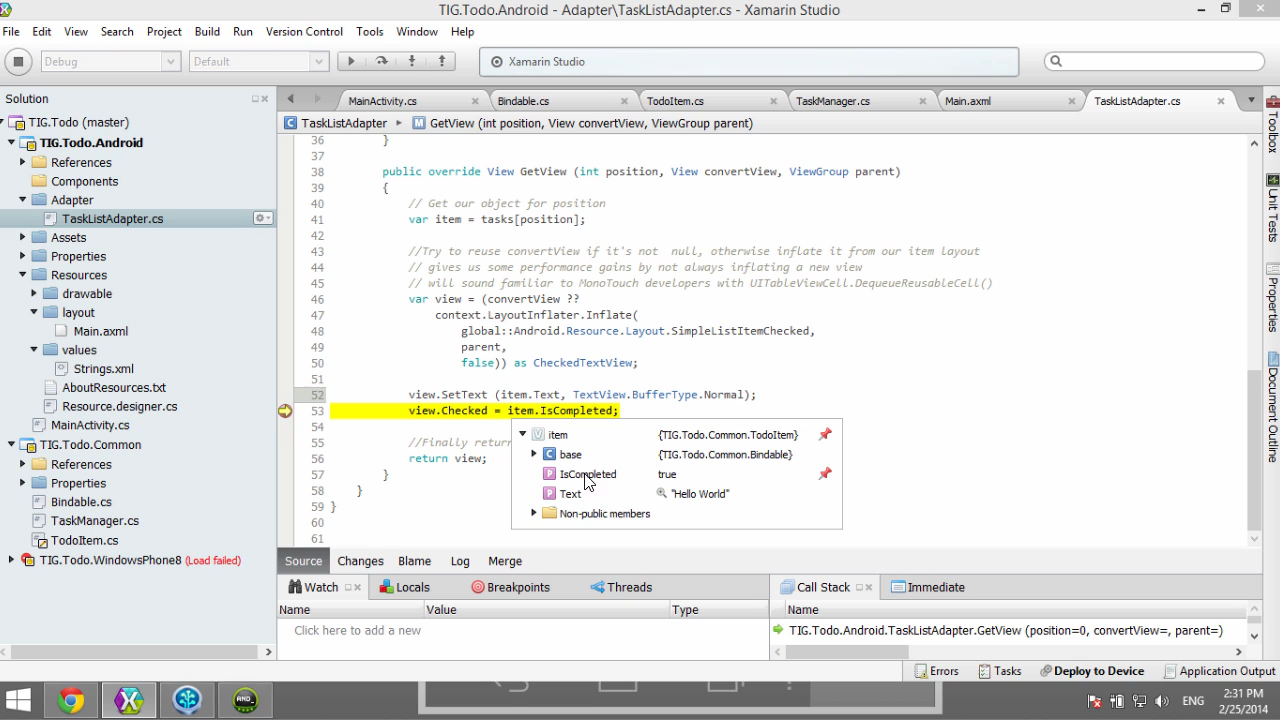 TIG.Todo.Android - Adapter\TaskListAdapter.cs - Xamarin Studio
File Edit View Search Project Build Run Version Control Tools Window Help
Debug Default Xamarin Studio
Solution
TIG.Todo (master)
TIG.Todo.Android
References
Components
Adapter
TaskListAdapter.cs
Assets
Properties
Resources
drawable
layout
Main.axml
values
Strings.xml
AboutResources.txt
Resource.designer.cs
MainActivity.cs
TIG.Todo.Common
References
Properties
Bindable.cs
TaskManager.cs
TodoItem.cs
TIG.Todo.WindowsPhone8 (Load failed)
MainActivity.cs Bindable.cs TodoItem.cs TaskManager.cs Main.axml TaskListAdapter.cs
TaskListAdapter GetView (int position, View convertView, ViewGroup parent)
36 }
37
38 public override View GetView (int position, View convertView, ViewGroup parent)
39 {
40 // Get our object for position
41 var item = tasks[position];
42
43 //Try to reuse convertView if it's not null, otherwise inflate it from our item layout
44 // gives us some performance gains by not always inflating a new view
45 // will sound familiar to MonoTouch developers with UITableViewCell.DequeueReusableCell()
46 var view = (convertView ??
47 context.LayoutInflater.Inflate(
48 global::Android.Resource.Layout.SimpleListItemChecked,
49 parent,
50 false)) as CheckedTextView;
51
52 view.SetText (item.Text, TextView.BufferType.Normal);
53 view.Checked = item.IsCompleted;
54
55 //Finally retur
56 return view;
57 }
58 }
59 }
60
61
item {TIG.Todo.Common.TodoItem}
base {TIG.Todo.Common.Bindable}
IsCompleted true
Text "Hello World"
Non-public members
Source Changes Blame Log Merge
Watch Locals Breakpoints Threads
Name Value Type
Click here to add a new
Call Stack Immediate
Name
TIG.Todo.Android.TaskListAdapter.GetView (position=0, convertView=, parent=)
Toolbox
Unit Tests
Properties
Document Outline
Errors Tasks Deploy to Device Application Output
AND
ENG
2:31 PM
2/25/2014